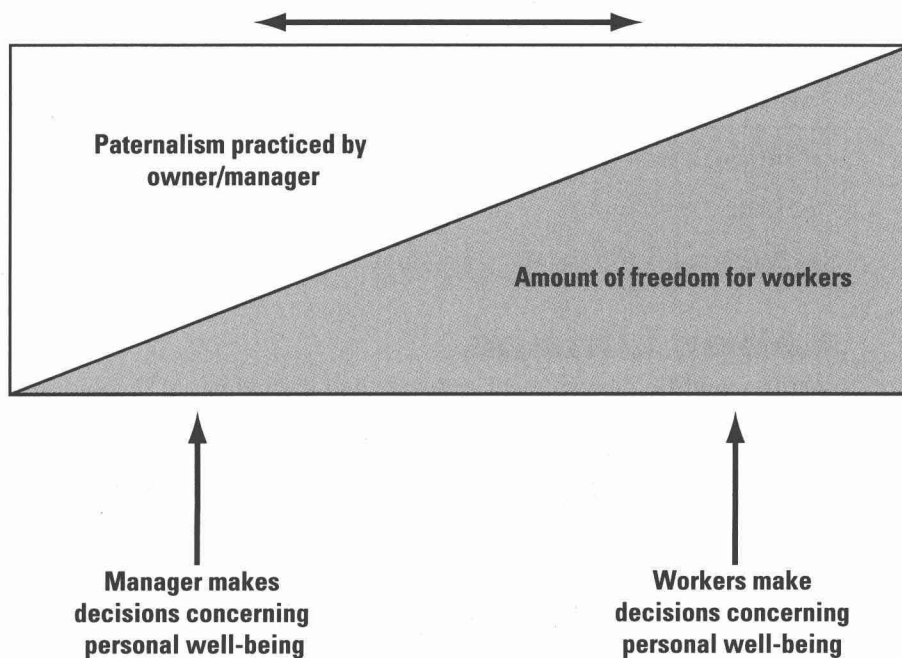 Paternalism practiced by
owner/manager
Amount of freedom for workers
Manager makes
decisions concerning
personal well-being
Workers make
decisions concerning
personal well-being